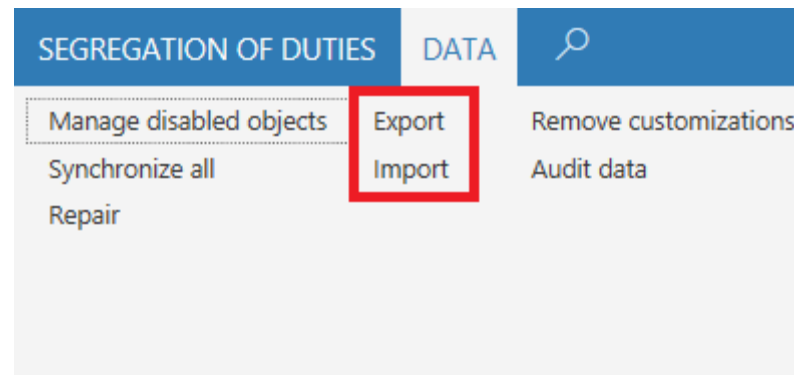 SEGREGATION OF DUTIES DATA
Manage disabled objects Export Remove customizations
Synchronize all Import Audit data
Repair